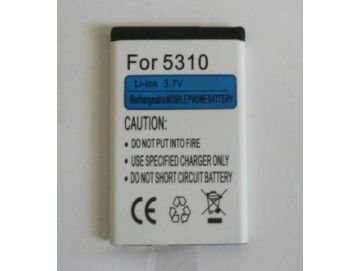 For 5310
Li-ion 3.7V
Rechargeable MOBILE PHONE BATTERY
CAUTION:
• DO NOT PUT INTO FIRE
• USE SPECIFIED CHARGER ONLY
• DO NOT SHORT CIRCUIT BATTERY
CE